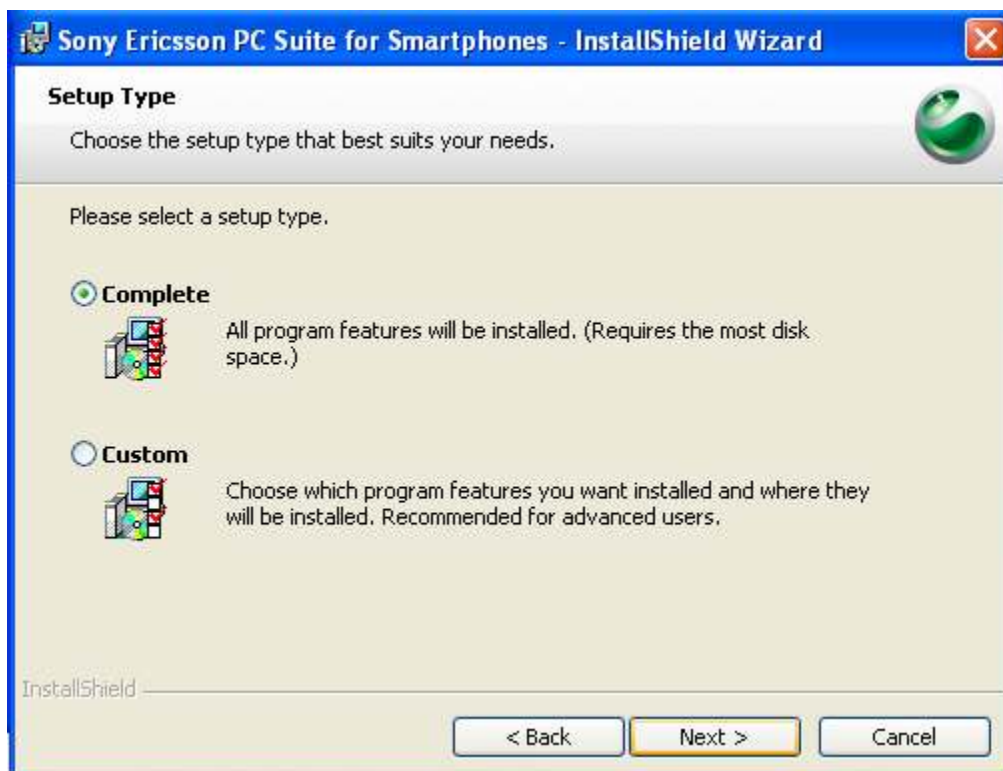 Sony Ericsson PC Suite for Smartphones - InstallShield Wizard
Setup Type
Choose the setup type that best suits your needs.
Please select a setup type.
Complete
All program features will be installed. (Requires the most disk
space.)
Custom
Choose which program features you want installed and where they
will be installed. Recommended for advanced users.
InstallShield
< Back
Next >
Cancel